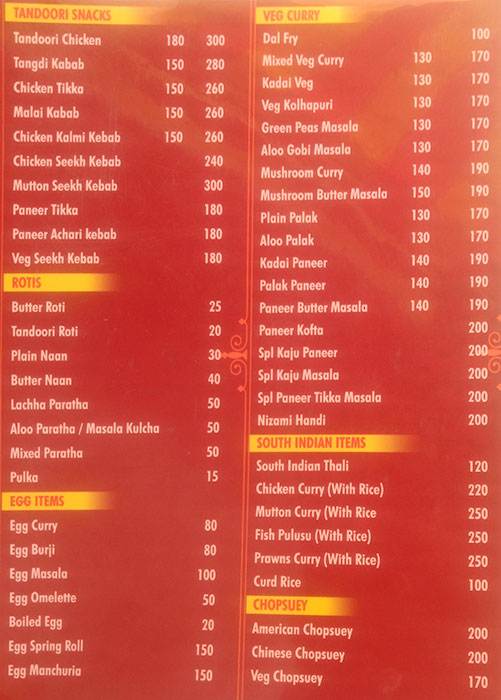 TANDOORI SNACKS
Tandoori Chicken 180 300
Tangdi Kabab 150 280
Chicken Tikka 150 260
Malai Kabab 150 260
Chicken Kalmi Kebab 150 260
Chicken Seekh Kebab 240
Mutton Seekh Kebab 300
Paneer Tikka 180
Paneer Achari kebab 180
Veg Seekh Kebab 180
ROTIS
Butter Roti 25
Tandoori Roti 20
Plain Naan 30
Butter Naan 40
Lachha Paratha 50
Aloo Paratha / Masala Kulcha 50
Mixed Paratha 50
Pulka 15
EGG ITEMS
Egg Curry 80
Egg Burji 80
Egg Masala 100
Egg Omelette 50
Boiled Egg 20
Egg Spring Roll 150
Egg Manchuria 150
VEG CURRY
Dal Fry 100
Mixed Veg Curry 130 170
Kadai Veg 130 170
Veg Kolhapuri 130 170
Green Peas Masala 130 170
Aloo Gobi Masala 130 170
Mushroom Curry 140 190
Mushroom Butter Masala 150 190
Plain Palak 130 170
Aloo Palak 130 170
Kadai Paneer 140 190
Palak Paneer 140 190
Paneer Butter Masala 140 190
Paneer Kofta 200
Spl Kaju Paneer 200
Spl Kaju Masala 200
Spl Paneer Tikka Masala 200
Nizami Handi 200
SOUTH INDIAN ITEMS
South Indian Thali 120
Chicken Curry (With Rice) 220
Mutton Curry (With Rice 250
Fish Pulusu (With Rice) 250
Prawns Curry (With Rice) 250
Curd Rice 100
CHOPSUEY
American Chopsuey 200
Chinese Chopsuey 200
Veg Chopsuey 170